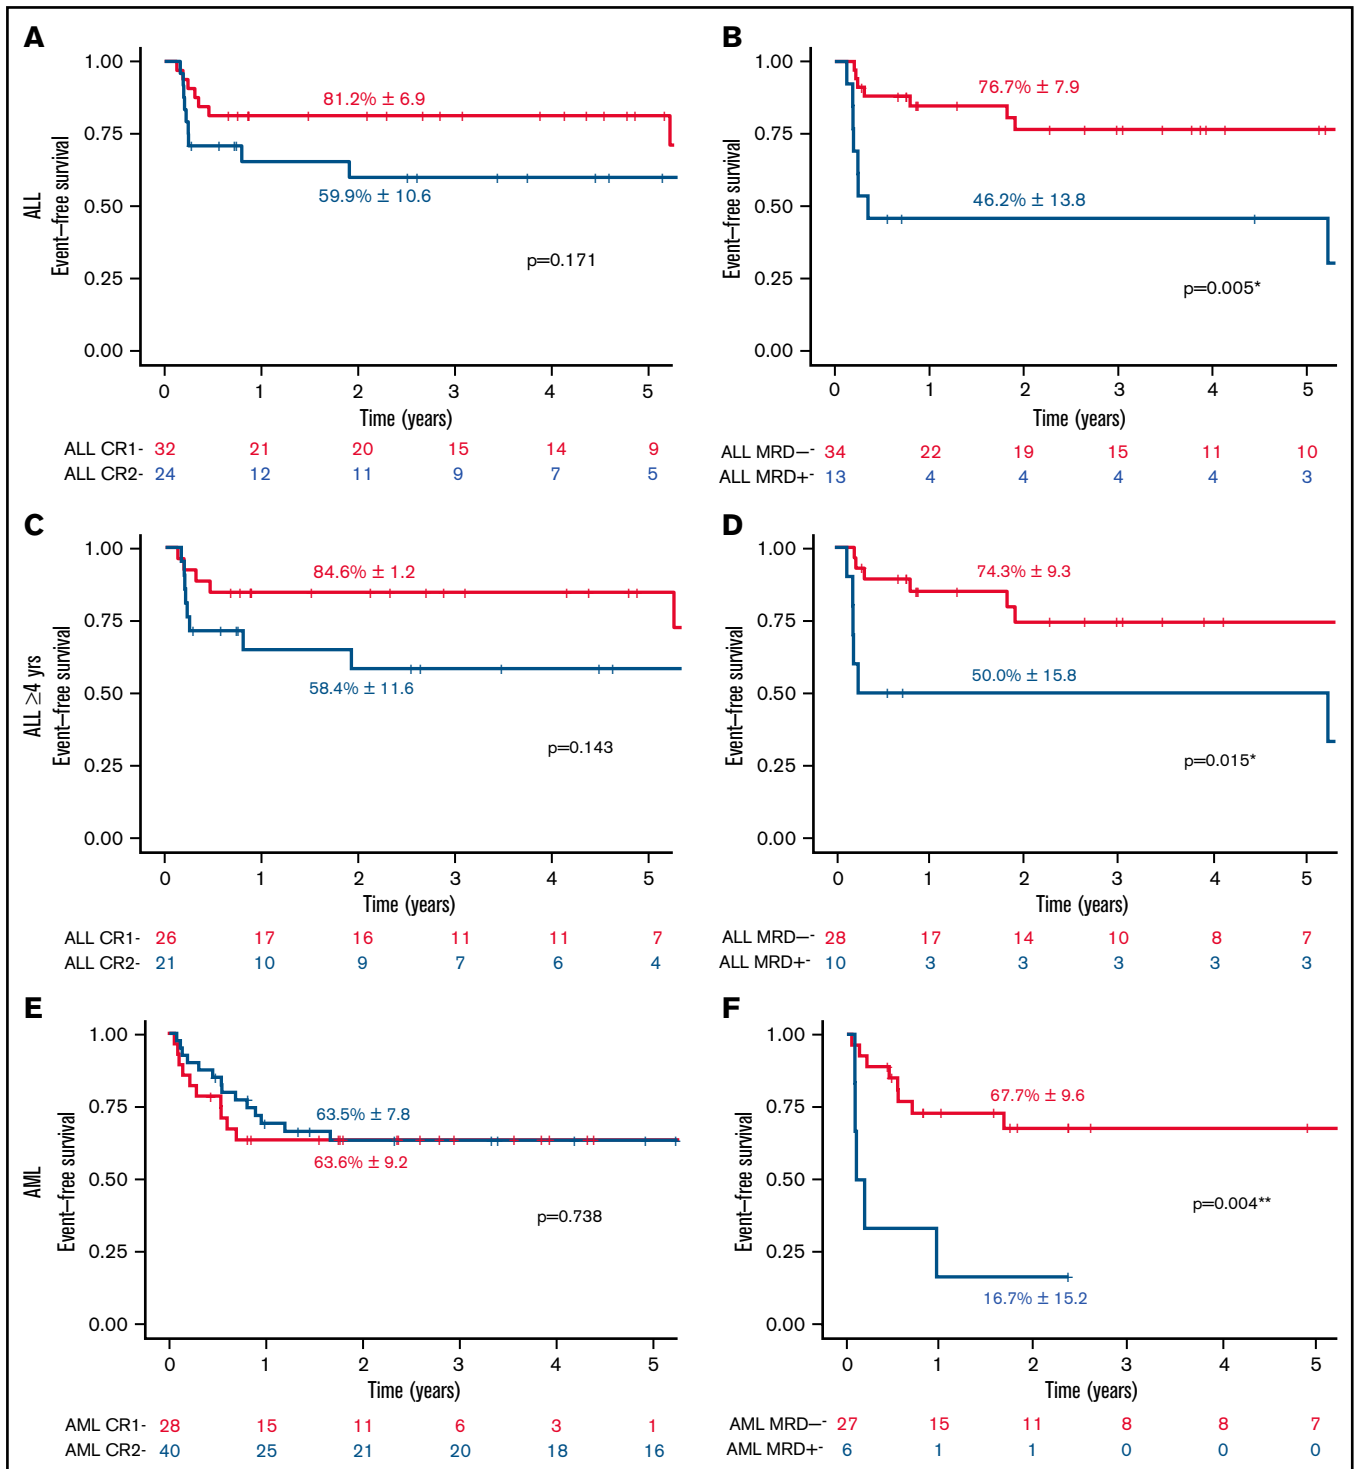 A
ALL
Event–free survival
1.00
0.75
0.50
0.25
0.00
81.2% ± 6.9
59.9% ± 10.6
p=0.171
0 1 2 3 4 5
Time (years)
ALL CR1- 32 21 20 15 14 9
ALL CR2- 24 12 11 9 7 5
B
Event–free survival
1.00
0.75
0.50
0.25
0.00
76.7% ± 7.9
46.2% ± 13.8
p=0.005*
0 1 2 3 4 5
Time (years)
ALL MRD–- 34 22 19 15 11 10
ALL MRD+- 13 4 4 4 4 3
C
ALL ≥4 yrs
Event–free survival
1.00
0.75
0.50
0.25
0.00
84.6% ± 1.2
58.4% ± 11.6
p=0.143
0 1 2 3 4 5
Time (years)
ALL CR1- 26 17 16 11 11 7
ALL CR2- 21 10 9 7 6 4
D
Event–free survival
1.00
0.75
0.50
0.25
0.00
74.3% ± 9.3
50.0% ± 15.8
p=0.015*
0 1 2 3 4 5
Time (years)
ALL MRD–- 28 17 14 10 8 7
ALL MRD+- 10 3 3 3 3 3
E
AML
Event–free survival
1.00
0.75
0.50
0.25
0.00
63.5% ± 7.8
63.6% ± 9.2
p=0.738
0 1 2 3 4 5
Time (years)
AML CR1- 28 15 11 6 3 1
AML CR2- 40 25 21 20 18 16
F
Event–free survival
1.00
0.75
0.50
0.25
0.00
67.7% ± 9.6
16.7% ± 15.2
p=0.004**
0 1 2 3 4 5
Time (years)
AML MRD–- 27 15 11 8 8 7
AML MRD+- 6 1 1 0 0 0